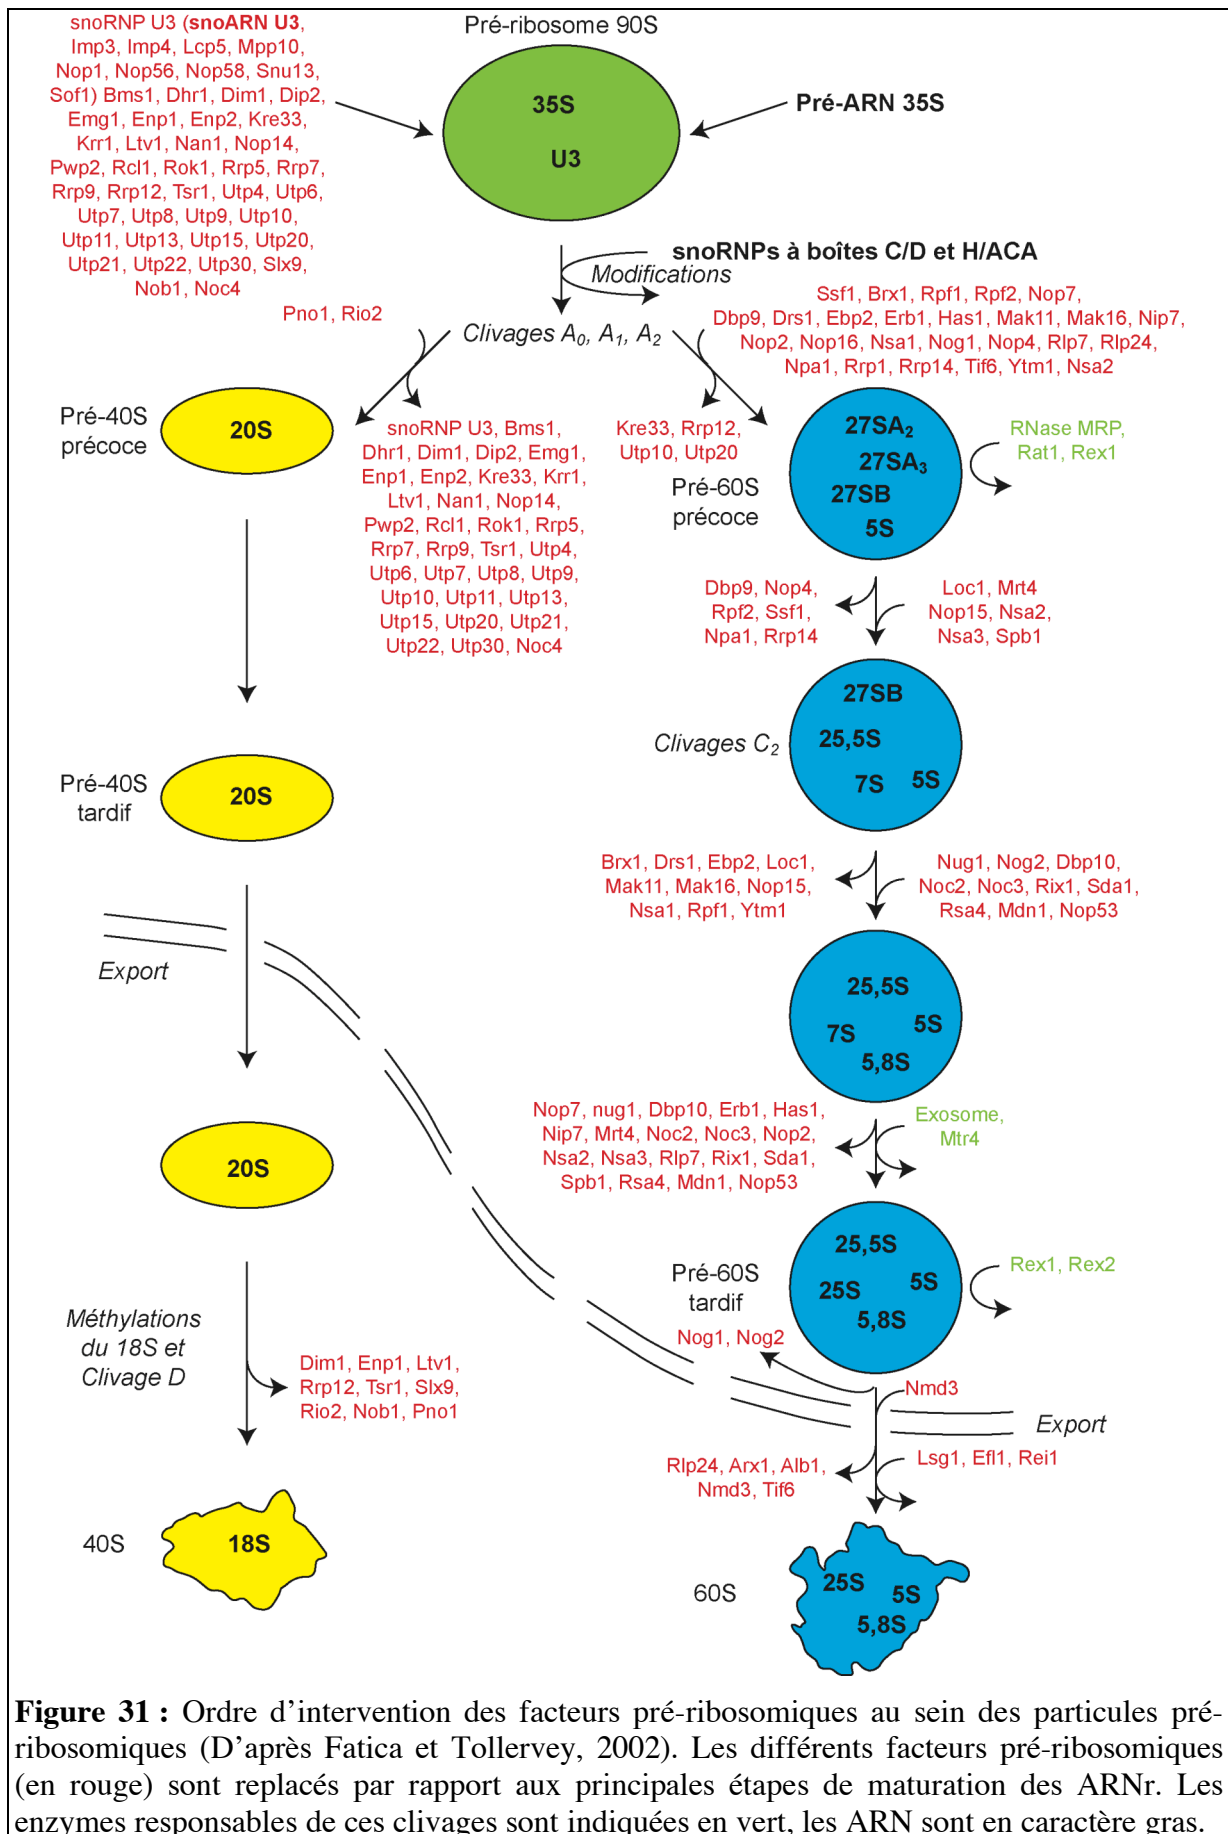 snoRNP U3 (snoARN U3,
Imp3, Imp4, Lcp5, Mpp10,
Nop1, Nop56, Nop58, Snu13,
Sof1) Bms1, Dhr1, Dim1, Dip2,
Emg1, Enp1, Enp2, Kre33,
Krr1, Ltv1, Nan1, Nop14,
Pwp2, Rcl1, Rok1, Rrp5, Rrp7,
Rrp9, Rrp12, Tsr1, Utp4, Utp6,
Utp7, Utp8, Utp9, Utp10,
Utp11, Utp13, Utp15, Utp20,
Utp21, Utp22, Utp30, Slx9,
Nob1, Noc4
Pré-ribosome 90S
35S
U3
Pré-ARN 35S
snoRNPs à boîtes C/D et H/ACA
Modifications
Pno1, Rio2
Clivages A0, A1, A2
Ssf1, Brx1, Rpf1, Rpf2, Nop7,
Dbp9, Drs1, Ebp2, Erb1, Has1, Mak11, Mak16, Nip7,
Nop2, Nop16, Nsa1, Nog1, Nop4, Rlp7, Rlp24,
Npa1, Rrp1, Rrp14, Tif6, Ytm1, Nsa2
Pré-40S
précoce
20S
snoRNP U3, Bms1,
Dhr1, Dim1, Dip2, Emg1,
Enp1, Enp2, Kre33, Krr1,
Ltv1, Nan1, Nop14,
Pwp2, Rcl1, Rok1, Rrp5,
Rrp7, Rrp9, Tsr1, Utp4,
Utp6, Utp7, Utp8, Utp9,
Utp10, Utp11, Utp13,
Utp15, Utp20, Utp21,
Utp22, Utp30, Noc4
Kre33, Rrp12,
Utp10, Utp20
Pré-60S
précoce
27SA2
27SA3
27SB
5S
RNase MRP,
Rat1, Rex1
Dbp9, Nop4,
Rpf2, Ssf1,
Npa1, Rrp14
Loc1, Mrt4
Nop15, Nsa2,
Nsa3, Spb1
Clivages C2
27SB
25,5S
7S
5S
Pré-40S
tardif
20S
Brx1, Drs1, Ebp2, Loc1,
Mak11, Mak16, Nop15,
Nsa1, Rpf1, Ytm1
Nug1, Nog2, Dbp10,
Noc2, Noc3, Rix1, Sda1,
Rsa4, Mdn1, Nop53
Export
25,5S
7S
5S
5,8S
Nop7, nug1, Dbp10, Erb1, Has1,
Nip7, Mrt4, Noc2, Noc3, Nop2,
Nsa2, Nsa3, Rlp7, Rix1, Sda1,
Spb1, Rsa4, Mdn1, Nop53
Exosome,
Mtr4
20S
Pré-60S
tardif
25,5S
25S
5S
5,8S
Rex1, Rex2
Nog1, Nog2
Nmd3
Méthylations
du 18S et
Clivage D
Dim1, Enp1, Ltv1,
Rrp12, Tsr1, Slx9,
Rio2, Nob1, Pno1
Export
Rlp24, Arx1, Alb1,
Nmd3, Tif6
Lsg1, Efl1, Rei1
40S
18S
60S
25S
5S
5,8S
Figure 31 : Ordre d’intervention des facteurs pré-ribosomiques au sein des particules pré-
ribosomiques (D’après Fatica et Tollervey, 2002). Les différents facteurs pré-ribosomiques
(en rouge) sont replacés par rapport aux principales étapes de maturation des ARNr. Les
enzymes responsables de ces clivages sont indiquées en vert, les ARN sont en caractère gras.